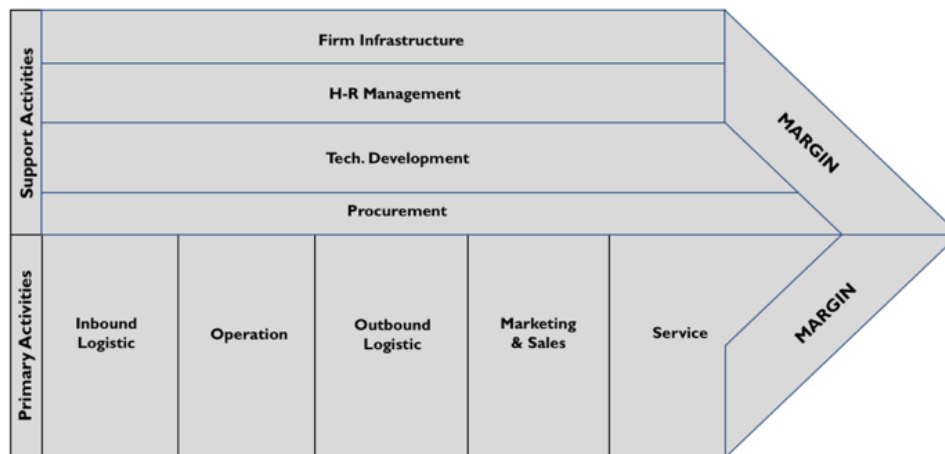 Support Activities
Firm Infrastructure
H-R Management
Tech. Development
Procurement
MARGIN
Primary Activities
Inbound
Logistic
Operation
Outbound
Logistic
Marketing
& Sales
Service
MARGIN